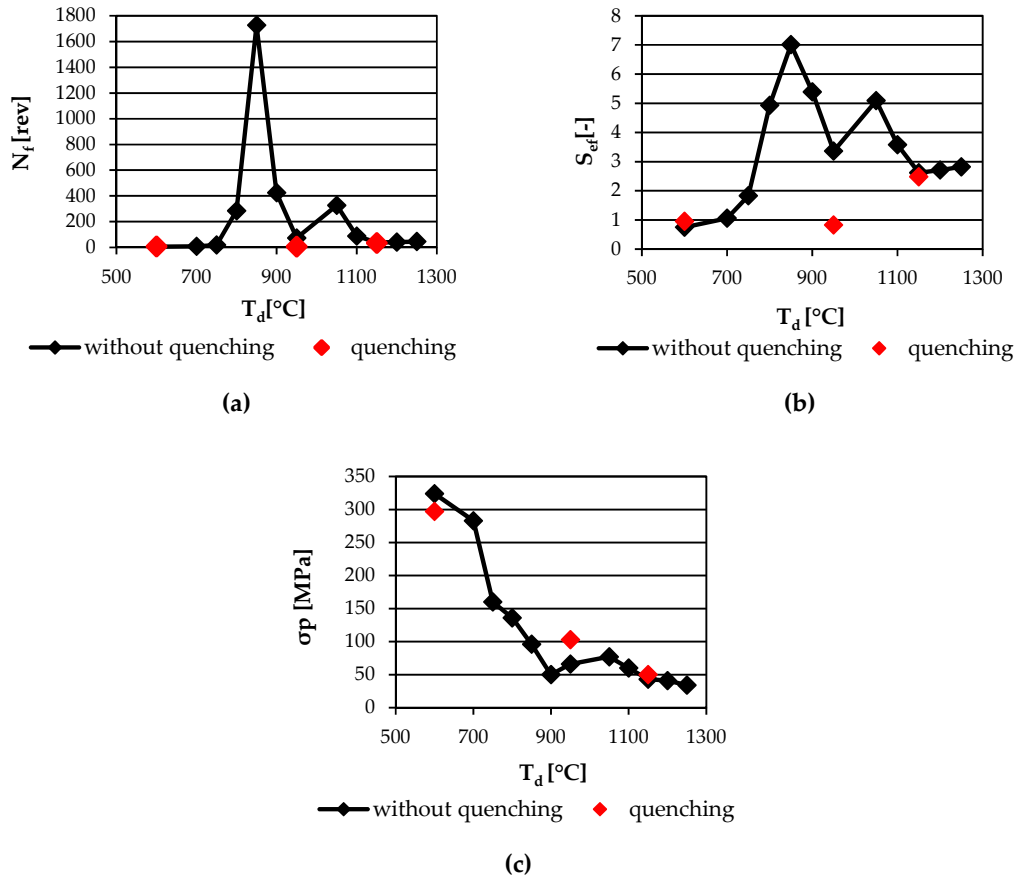 1800
1600
1400
1200
1000
800
600
400
200
0
N_f [rev]
500 700 900 1100 1300
T_d[°C]
without quenching quenching
(a)
8
7
6
5
4
3
2
1
0
S_ef[-]
500 700 900 1100 1300
T_d [°C]
without quenching quenching
(b)
350
300
250
200
150
100
50
0
σp [MPa]
500 700 900 1100 1300
T_d [°C]
without quenching quenching
(c)